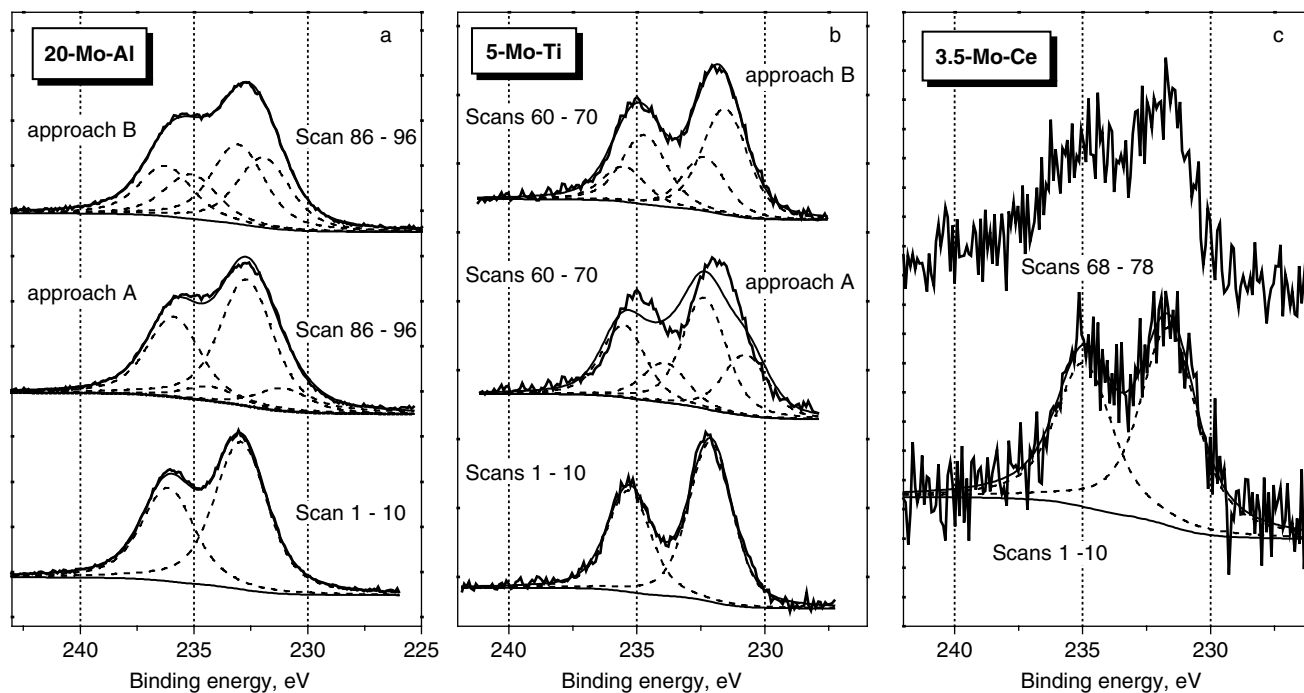 20-Mo-Al
a
approach B
Scan 86 - 96
approach A
Scan 86 - 96
Scan 1 - 10
240
235
230
225
Binding energy, eV
5-Mo-Ti
b
approach B
Scans 60 - 70
Scans 60 - 70
approach A
Scans 1 - 10
240
235
230
Binding energy, eV
3.5-Mo-Ce
c
Scans 68 - 78
Scans 1 -10
240
235
230
Binding energy, eV